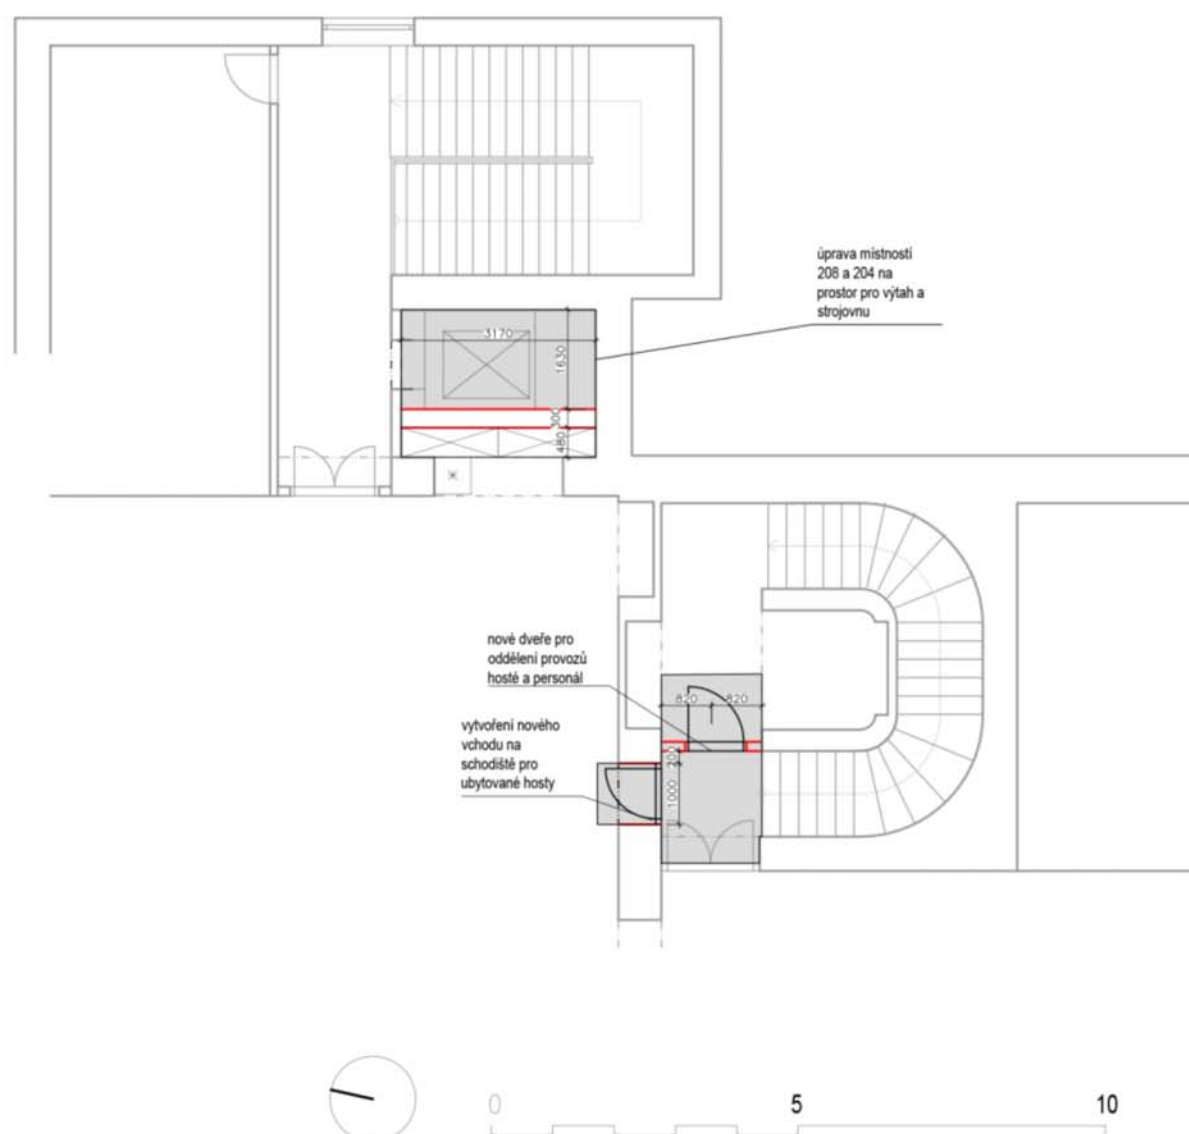 úprava místností
208 a 204 na
prostor pro výtah a
strojovnu
3170
1630
300
480
nové dveře pro
oddělení provozů
hosté a personál
820
820
vytvoření nového
vchodu na
schodiště pro
ubytované hosty
200
1000
0
5
10